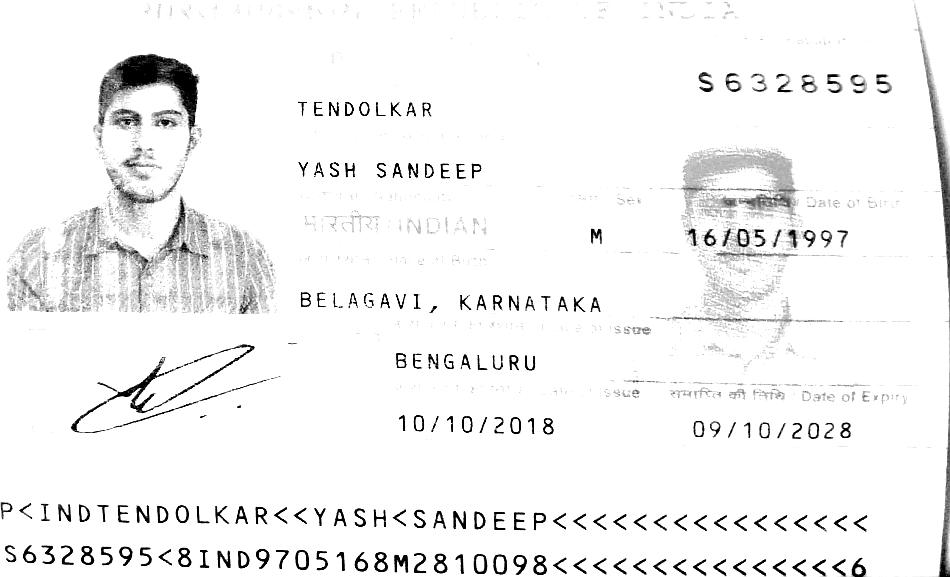 REPUBLIC OF INDIA
S6328595
TENDOLKAR
YASH SANDEEP
Sex
Date of Birth
भारतीय / INDIAN
M
16/05/1997
BELAGAVI, KARNATAKA
Issue
BENGALURU
Issue
समाप्ति की तिथि / Date of Expiry
10/10/2018
09/10/2028
P<INDTENDOLKAR<<YASH<SANDEEP<<<<<<<<<<<<<<<<
S6328595<8IND9705168M2810098<<<<<<<<<<<<<<<6